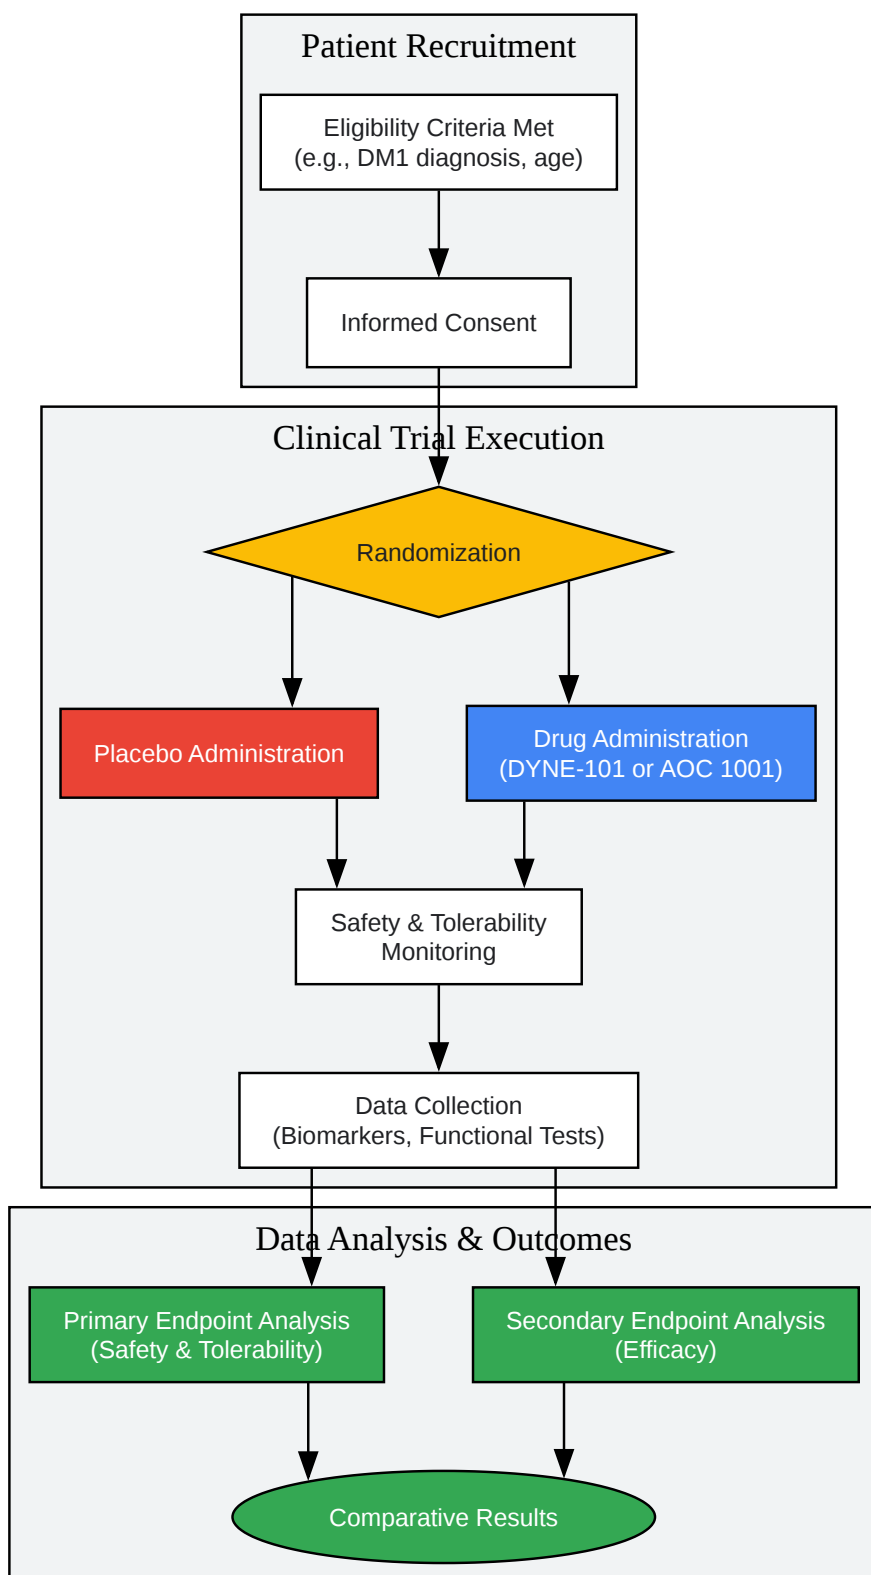 Patient Recruitment
Eligibility Criteria Met
(e.g., DM1 diagnosis, age)
Informed Consent
Clinical Trial Execution
Randomization
Placebo Administration
Drug Administration
(DYNE-101 or AOC 1001)
Safety & Tolerability
Monitoring
Data Collection
(Biomarkers, Functional Tests)
Data Analysis & Outcomes
Primary Endpoint Analysis
(Safety & Tolerability)
Secondary Endpoint Analysis
(Efficacy)
Comparative Results